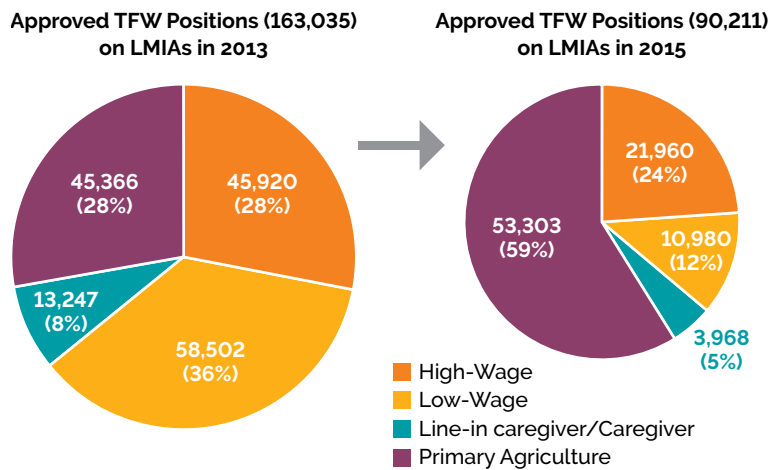 Approved TFW Positions (163,035)
on LMIAs in 2013
45,366
(28%)
45,920
(28%)
13,247
(8%)
58,502
(36%)
Approved TFW Positions (90,211)
on LMIAs in 2015
21,960
(24%)
53,303
(59%)
10,980
(12%)
3,968
(5%)
High-Wage
Low-Wage
Line-in caregiver/Caregiver
Primary Agriculture